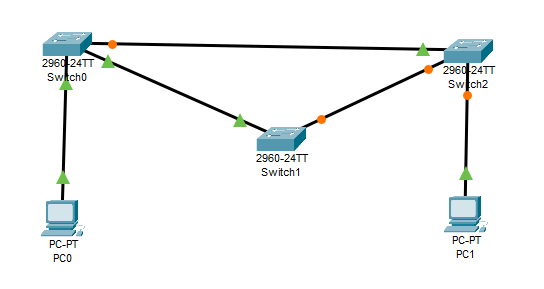 2960-24TT
Switch0
2960-24TT
Switch2
2960-24TT
Switch1
PC-PT
PC0
PC-PT
PC1